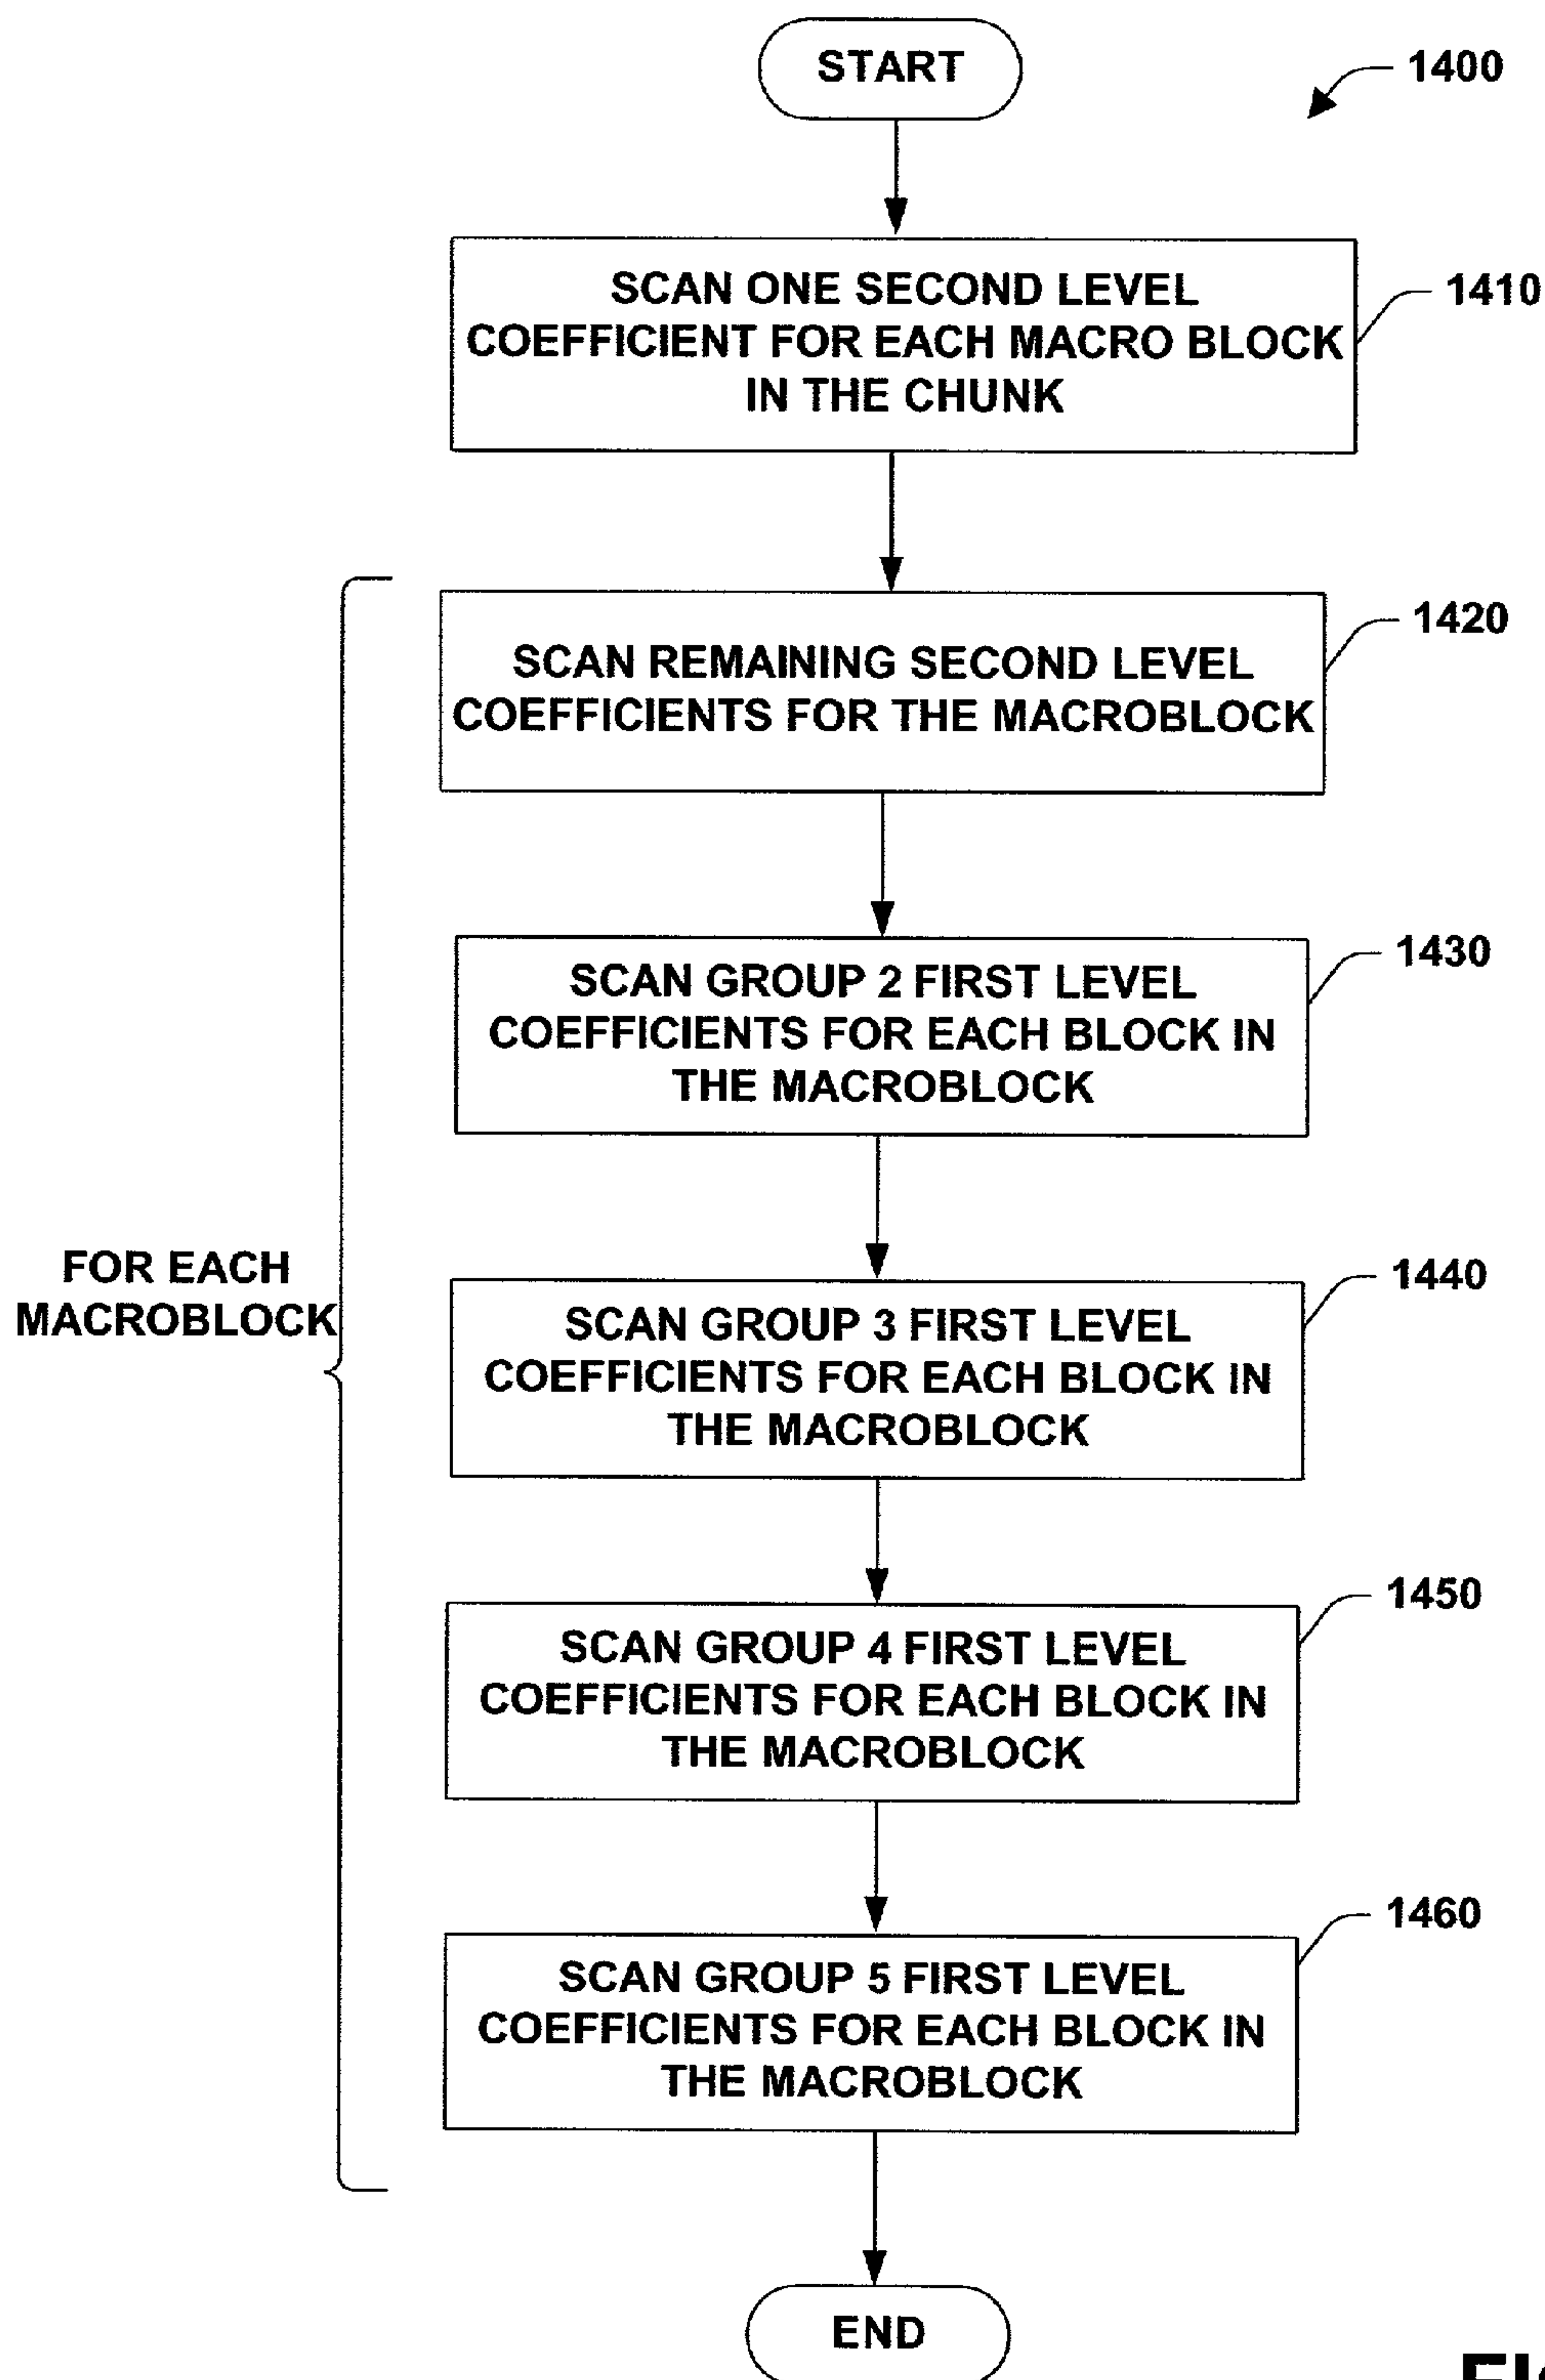 START
1400
SCAN ONE SECOND LEVEL
COEFFICIENT FOR EACH MACRO BLOCK
IN THE CHUNK
1410
SCAN REMAINING SECOND LEVEL
COEFFICIENTS FOR THE MACROBLOCK
1420
SCAN GROUP 2 FIRST LEVEL
COEFFICIENTS FOR EACH BLOCK IN
THE MACROBLOCK
1430
FOR EACH
MACROBLOCK
SCAN GROUP 3 FIRST LEVEL
COEFFICIENTS FOR EACH BLOCK IN
THE MACROBLOCK
1440
SCAN GROUP 4 FIRST LEVEL
COEFFICIENTS FOR EACH BLOCK IN
THE MACROBLOCK
1450
SCAN GROUP 5 FIRST LEVEL
COEFFICIENTS FOR EACH BLOCK IN
THE MACROBLOCK
1460
END